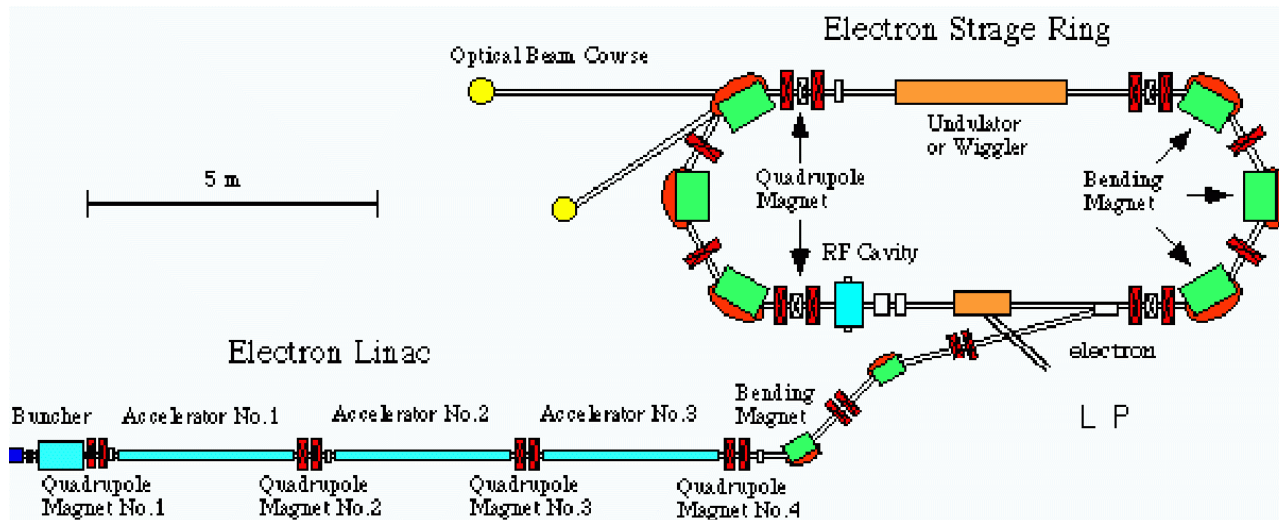 Electron Strage Ring
Optical Beam Course
Undulator
or Wiggler
5 m
Quadrupole
Magnet
Bending
Magnet
RF Cavity
Electron Linac
electron
Bending
Magnet
L P
Buncher
Accelerator No.1
Accelerator No.2
Accelerator No.3
Quadrupole
Magnet No.1
Quadrupole
Magnet No.2
Quadrupole
Magnet No.3
Quadrupole
Magnet No.4